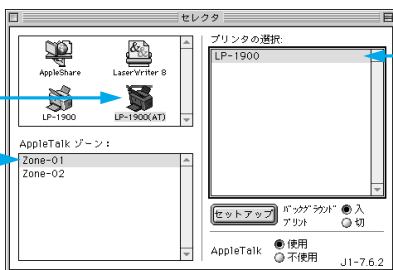 セレクタ
AppleShare
LaserWriter 8
LP-1900
LP-1900(AT)
AppleTalk ゾーン：
Zone-01
Zone-02
プリンタの選択:
LP-1900
セットアップ
バックグラウンド
プリント
入
切
AppleTalk
使用
不使用
J1-7.6.2